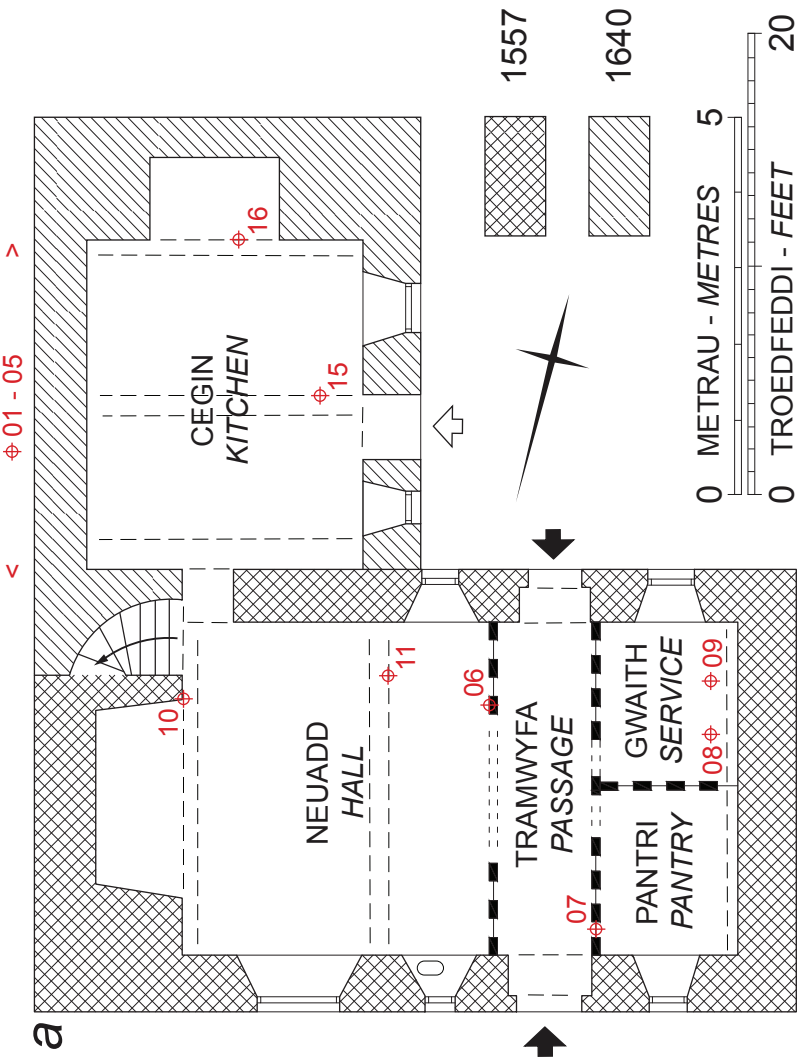 a
< 01 - 05 >
CEGIN
KITCHEN
16
15
10
11
06
NEUADD
HALL
TRAMWYFA
PASSAGE
07
GWAITH
SERVICE
08
09
PANTRI
PANTRY
1557
1640
0 METRAU - METRES 5
0 TROEDFEDDI - FEET 20